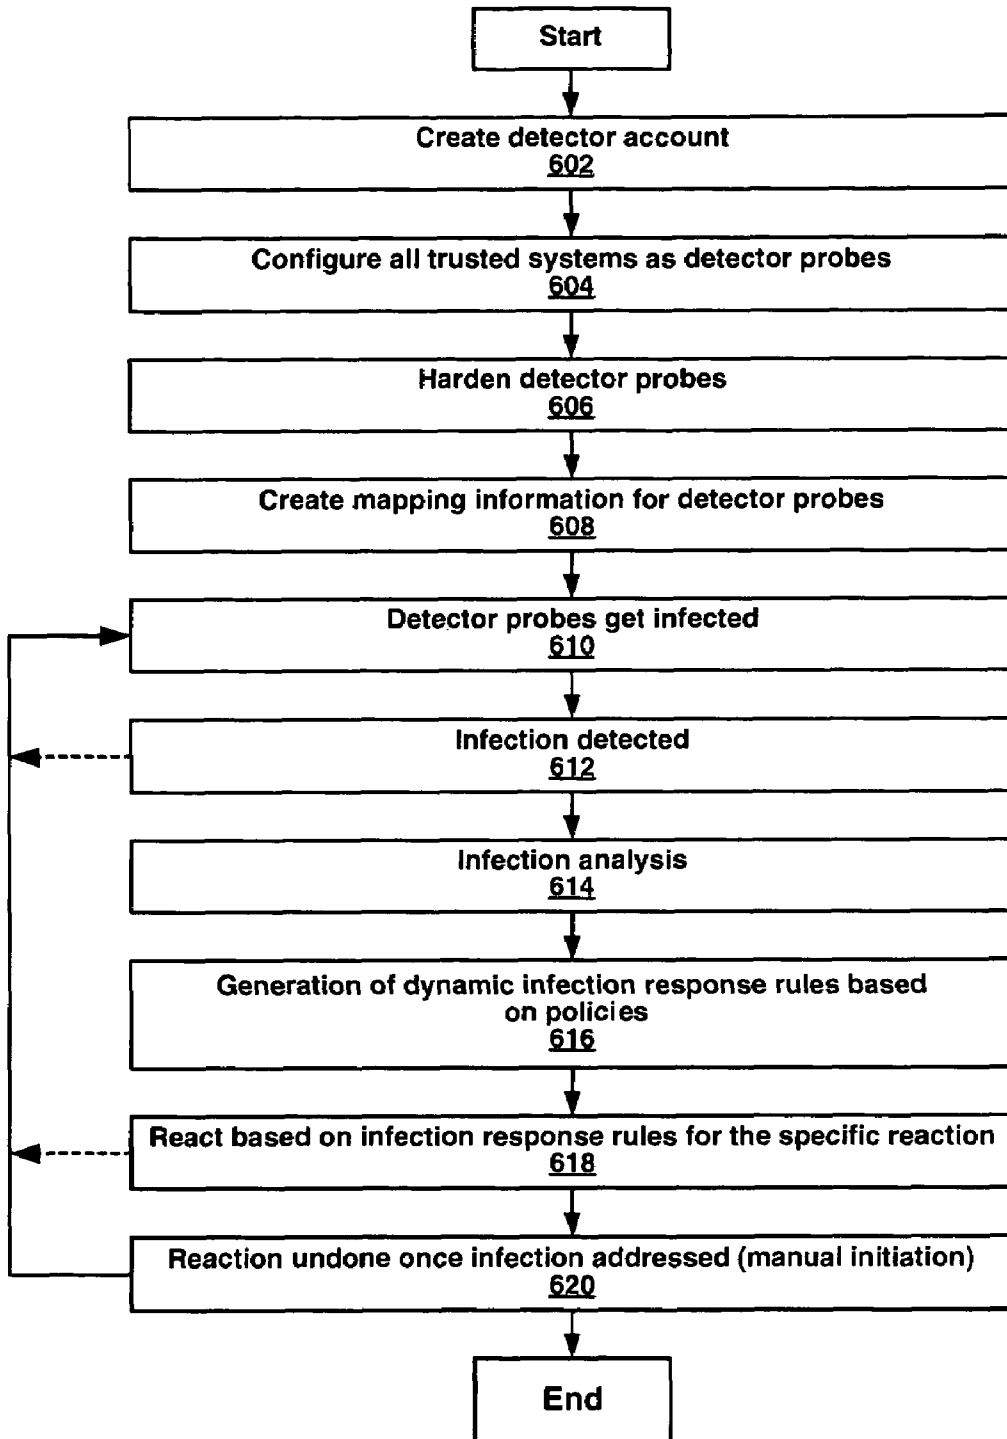 Start
Create detector account
602
Configure all trusted systems as detector probes
604
Harden detector probes
606
Create mapping information for detector probes
608
Detector probes get infected
610
Infection detected
612
Infection analysis
614
Generation of dynamic infection response rules based
on policies
616
React based on infection response rules for the specific reaction
618
Reaction undone once infection addressed (manual initiation)
620
End